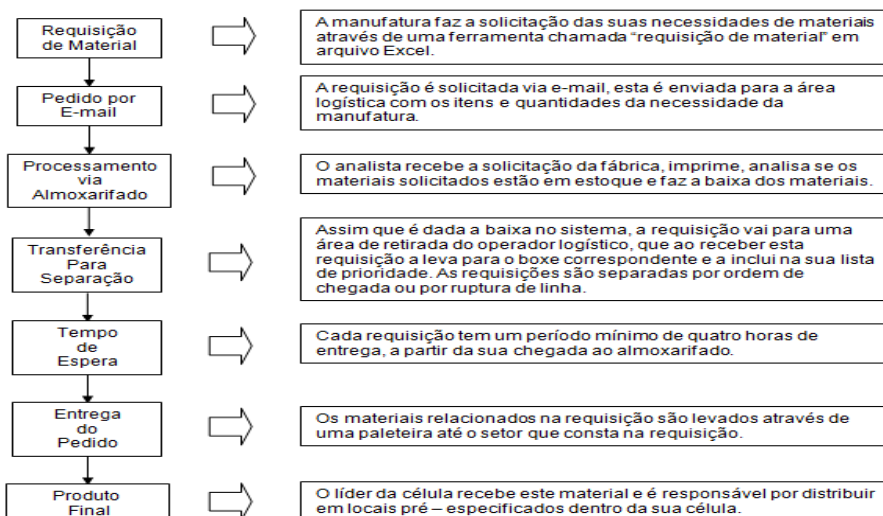 Requisição
de Material
A manufatura faz a solicitação das suas necessidades de materiais
através de uma ferramenta chamada “requisição de material” em
arquivo Excel.
Pedido por
E-mail
A requisição é solicitada via e-mail, esta é enviada para a área
logística com os itens e quantidades da necessidade da
manufatura.
Processamento
via
Almoxarifado
O analista recebe a solicitação da fábrica, imprime, analisa se os
materiais solicitados estão em estoque e faz a baixa dos materiais.
Transferência
Para
Separação
Assim que é dada a baixa no sistema, a requisição vai para uma
área de retirada do operador logístico, que ao receber esta
requisição a leva para o boxe correspondente e a inclui na sua lista
de prioridade. As requisições são separadas por ordem de
chegada ou por ruptura de linha.
Tempo
de
Espera
Cada requisição tem um período mínimo de quatro horas de
entrega, a partir da sua chegada ao almoxarifado.
Entrega
do
Pedido
Os materiais relacionados na requisição são levados através de
uma paleteira até o setor que consta na requisição.
Produto
Final
O líder da célula recebe este material e é responsável por distribuir
em locais pré – especificados dentro da sua célula.